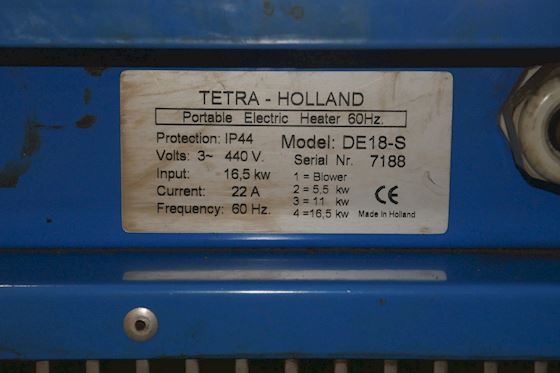 TETRA - HOLLAND
Portable Electric Heater 60Hz.
Protection: IP44 Model: DE18-S
Volts: 3~ 440 V. Serial Nr. 7188
Input: 16,5 kw 1 = Blower
Current: 22 A 2 = 5,5 kw
3 = 11 kw
Frequency: 60 Hz. 4 =16,5 kw
CE
Made in Holland